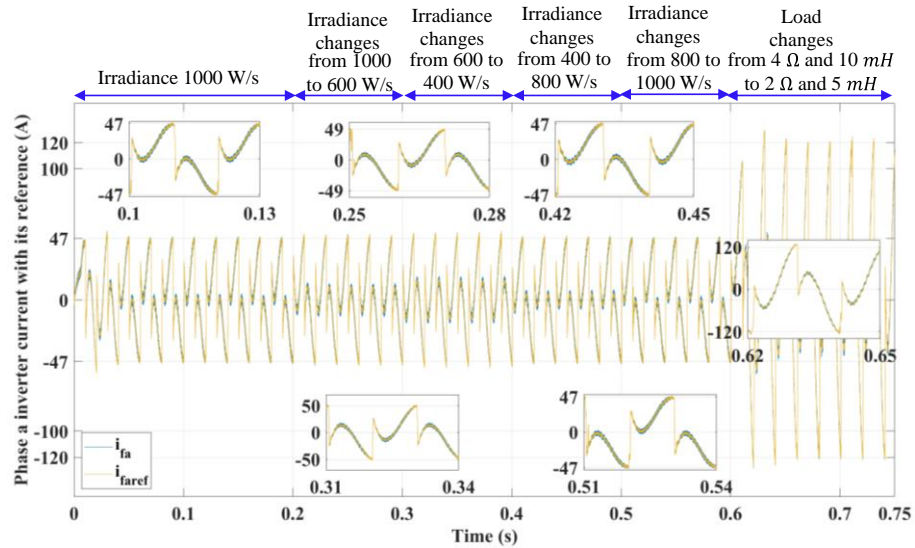 Irradiance 1000 W/s
Irradiance
changes
from 1000
to 600 W/s
Irradiance
changes
from 600 to
400 W/s
Irradiance
changes
from 400 to
800 W/s
Irradiance
changes
from 800 to
1000 W/s
Load
changes
from 4 Ω and 10 mH
to 2 Ω and 5 mH
Phase a inverter current with its reference (A)
120
100
47
0
-47
-100
-120
47
0
-47
0.1
0.13
49
0
-49
0.25
0.28
47
0
-47
0.42
0.45
120
0
-120
0.62
0.65
50
0
-50
0.31
0.34
47
0
-47
0.51
0.54
i_fa
i_faref
0
0.1
0.2
0.3
0.4
0.5
0.6
0.7
0.75
Time (s)